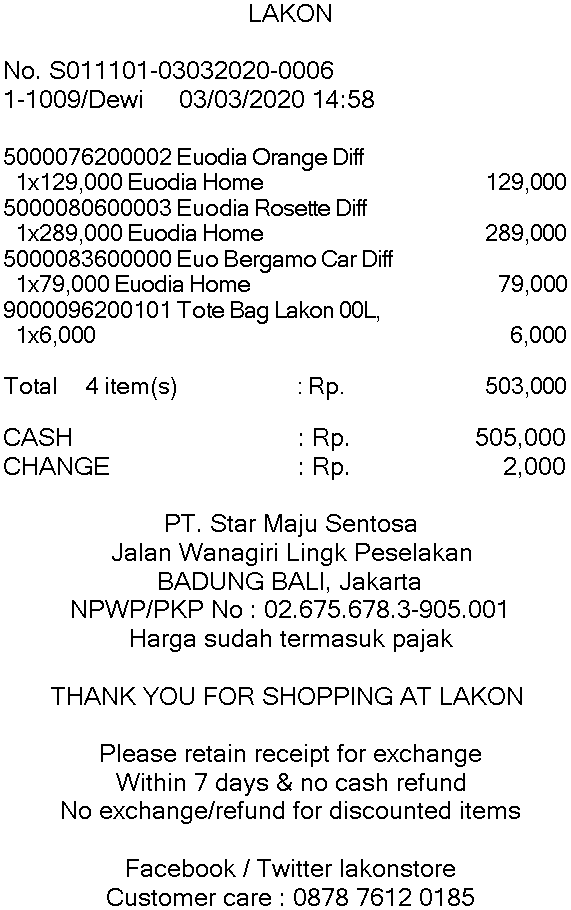 LAKON
No. S011101-03032020-0006
1-1009/Dewi 03/03/2020 14:58
5000076200002 Euodia Orange Diff
1x129,000 Euodia Home 129,000
5000080600003 Euodia Rosette Diff
1x289,000 Euodia Home 289,000
5000083600000 Euo Bergamo Car Diff
1x79,000 Euodia Home 79,000
9000096200101 Tote Bag Lakon 00L,
1x6,000 6,000
Total 4 item(s) : Rp. 503,000
CASH : Rp. 505,000
CHANGE : Rp. 2,000
PT. Star Maju Sentosa
Jalan Wanagiri Lingk Peselakan
BADUNG BALI, Jakarta
NPWP/PKP No : 02.675.678.3-905.001
Harga sudah termasuk pajak
THANK YOU FOR SHOPPING AT LAKON
Please retain receipt for exchange
Within 7 days & no cash refund
No exchange/refund for discounted items
Facebook / Twitter lakonstore
Customer care : 0878 7612 0185